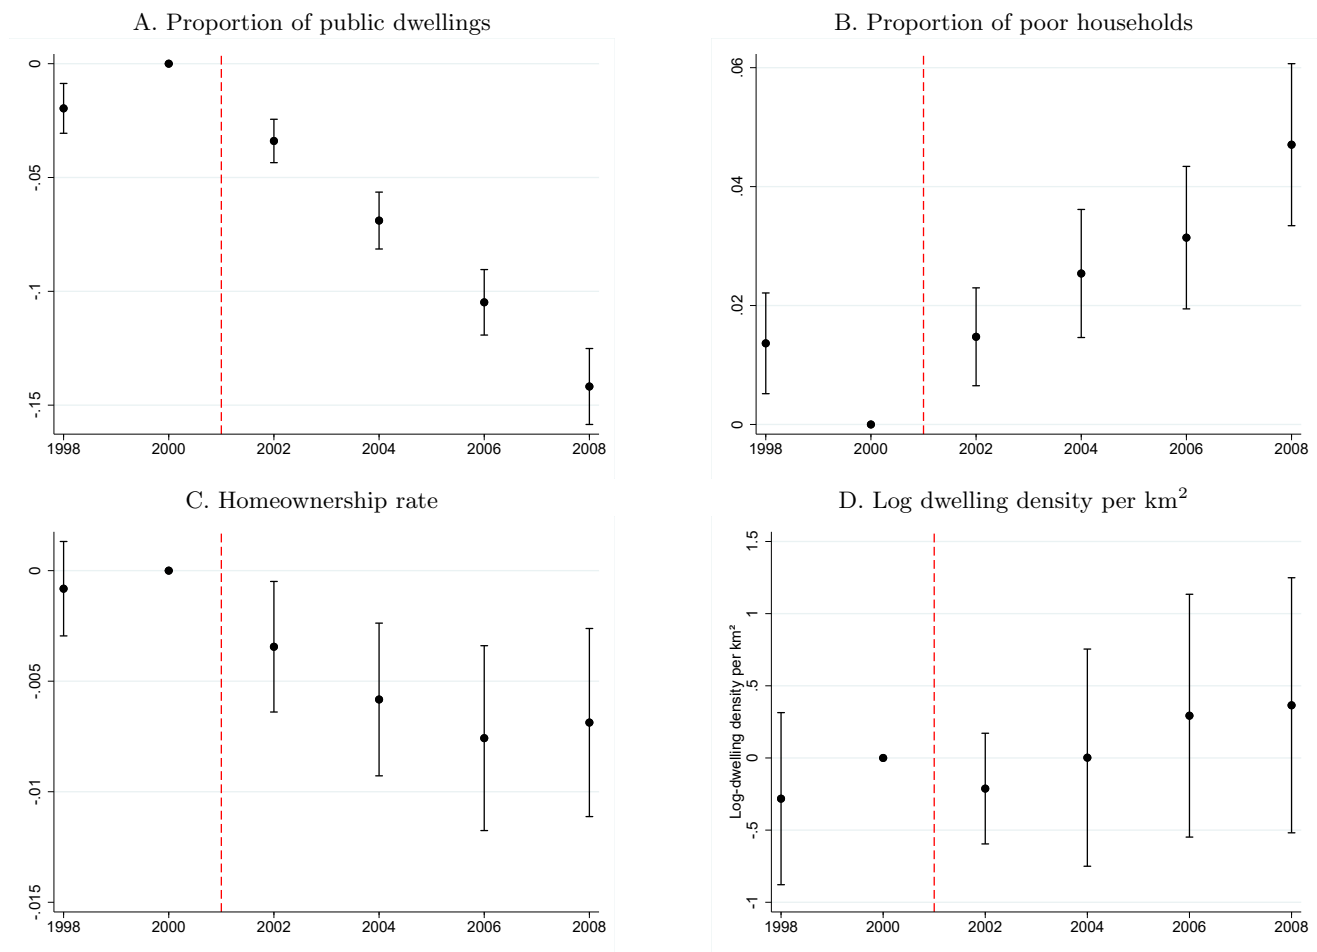 A. Proportion of public dwellings
0
-.05
-.1
-.15
1998 2000 2002 2004 2006 2008
B. Proportion of poor households
.06
.04
.02
0
1998 2000 2002 2004 2006 2008
C. Homeownership rate
0
-.005
-.01
-.015
1998 2000 2002 2004 2006 2008
D. Log dwelling density per km²
Log-dwelling density per km²
1.5
1
.5
0
-.5
-1
1998 2000 2002 2004 2006 2008